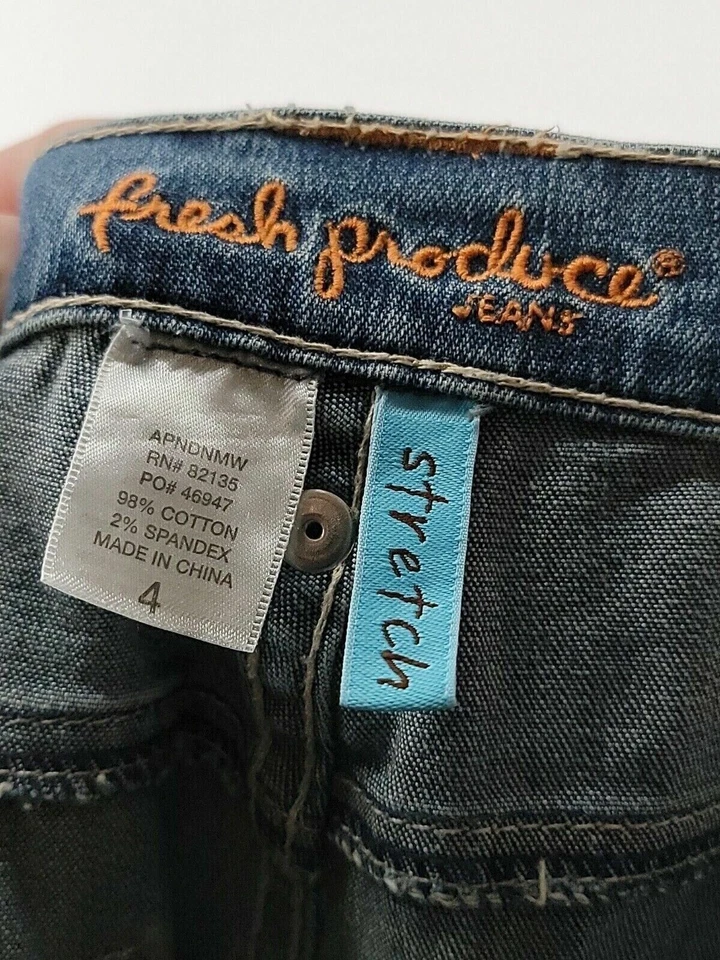 fresh produce®
JEANS
APNDNMW
RN# 82135
PO# 46947
98% COTTON
2% SPANDEX
MADE IN CHINA
4
stretch